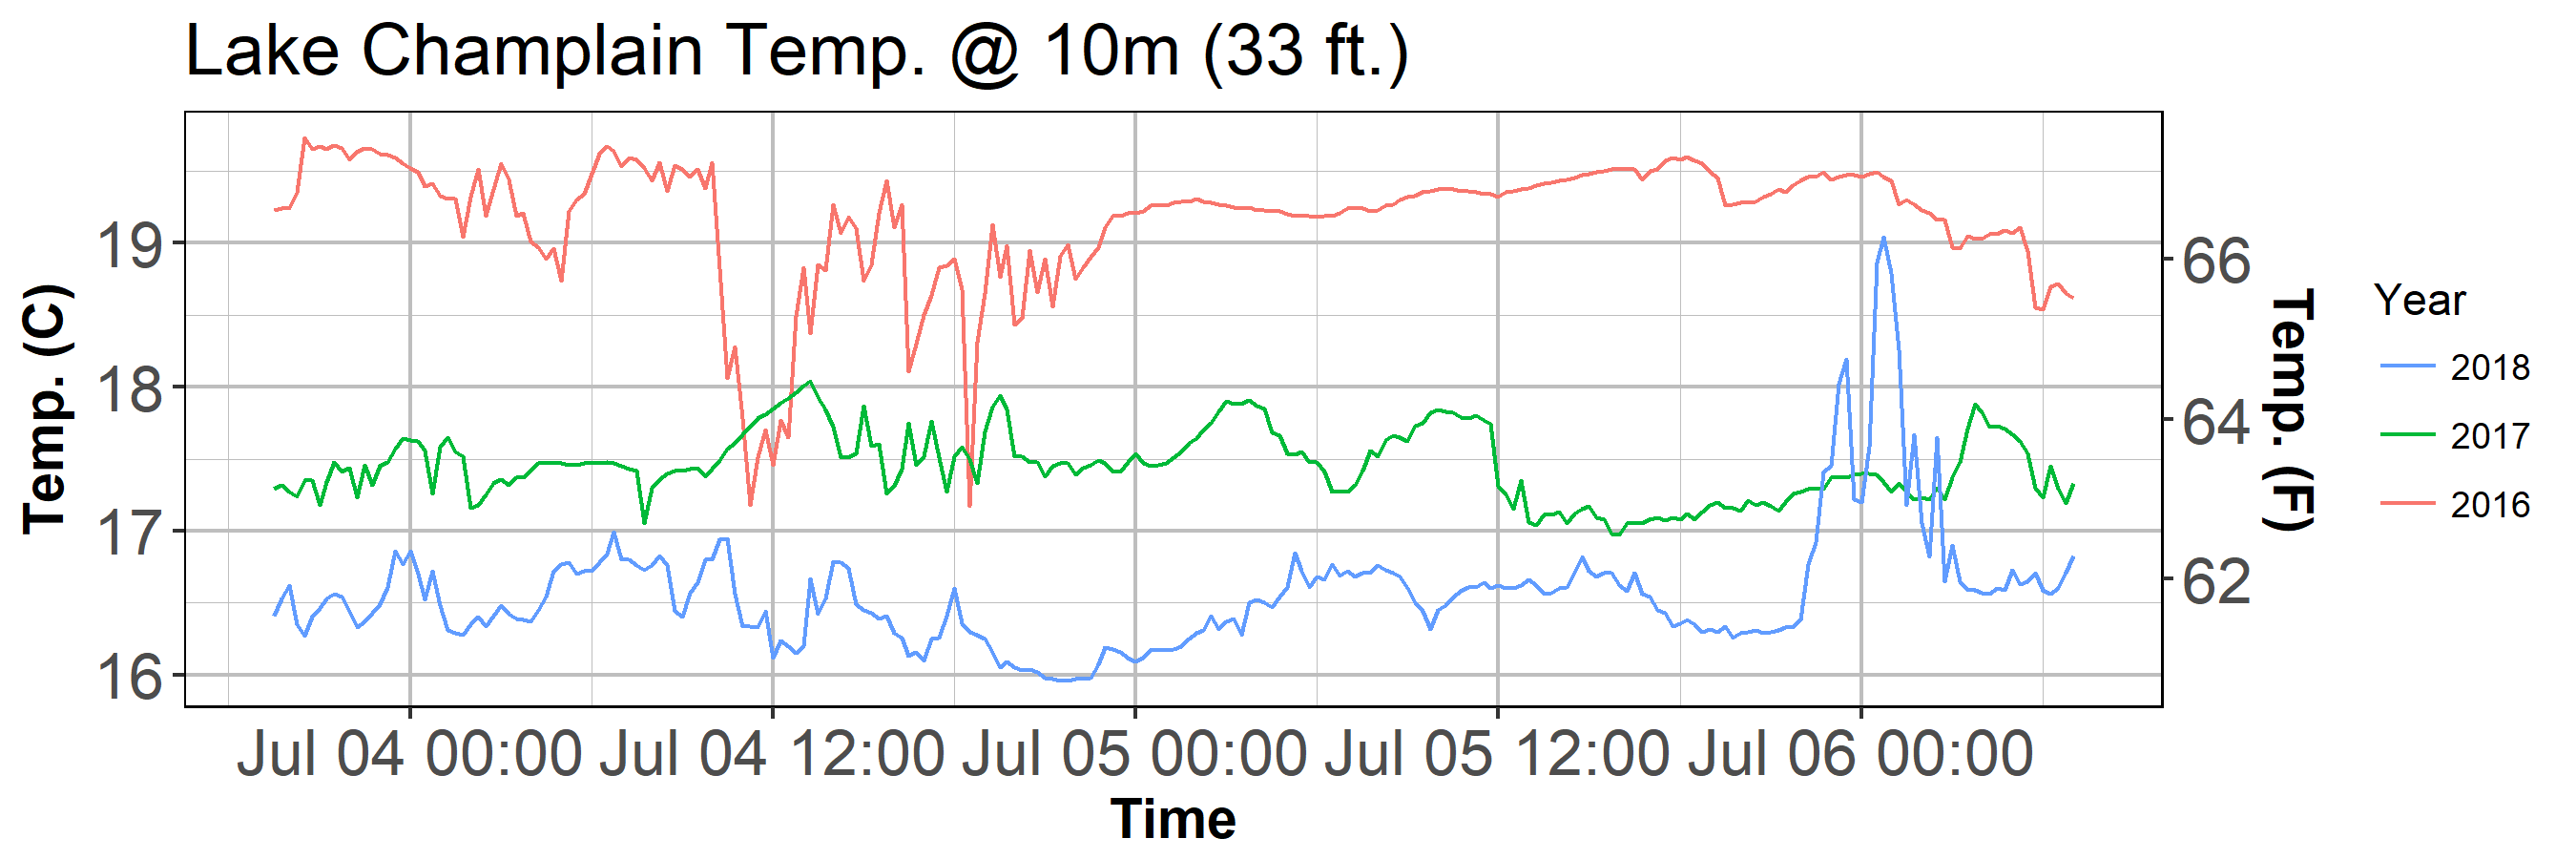 Lake Champlain Temp. @ 10m (33 ft.)
Temp. (C)
19
18
17
16
66
64
62
Temp. (F)
Jul 04 00:00 Jul 04 12:00 Jul 05 00:00 Jul 05 12:00 Jul 06 00:00
Time
Year
2018
2017
2016